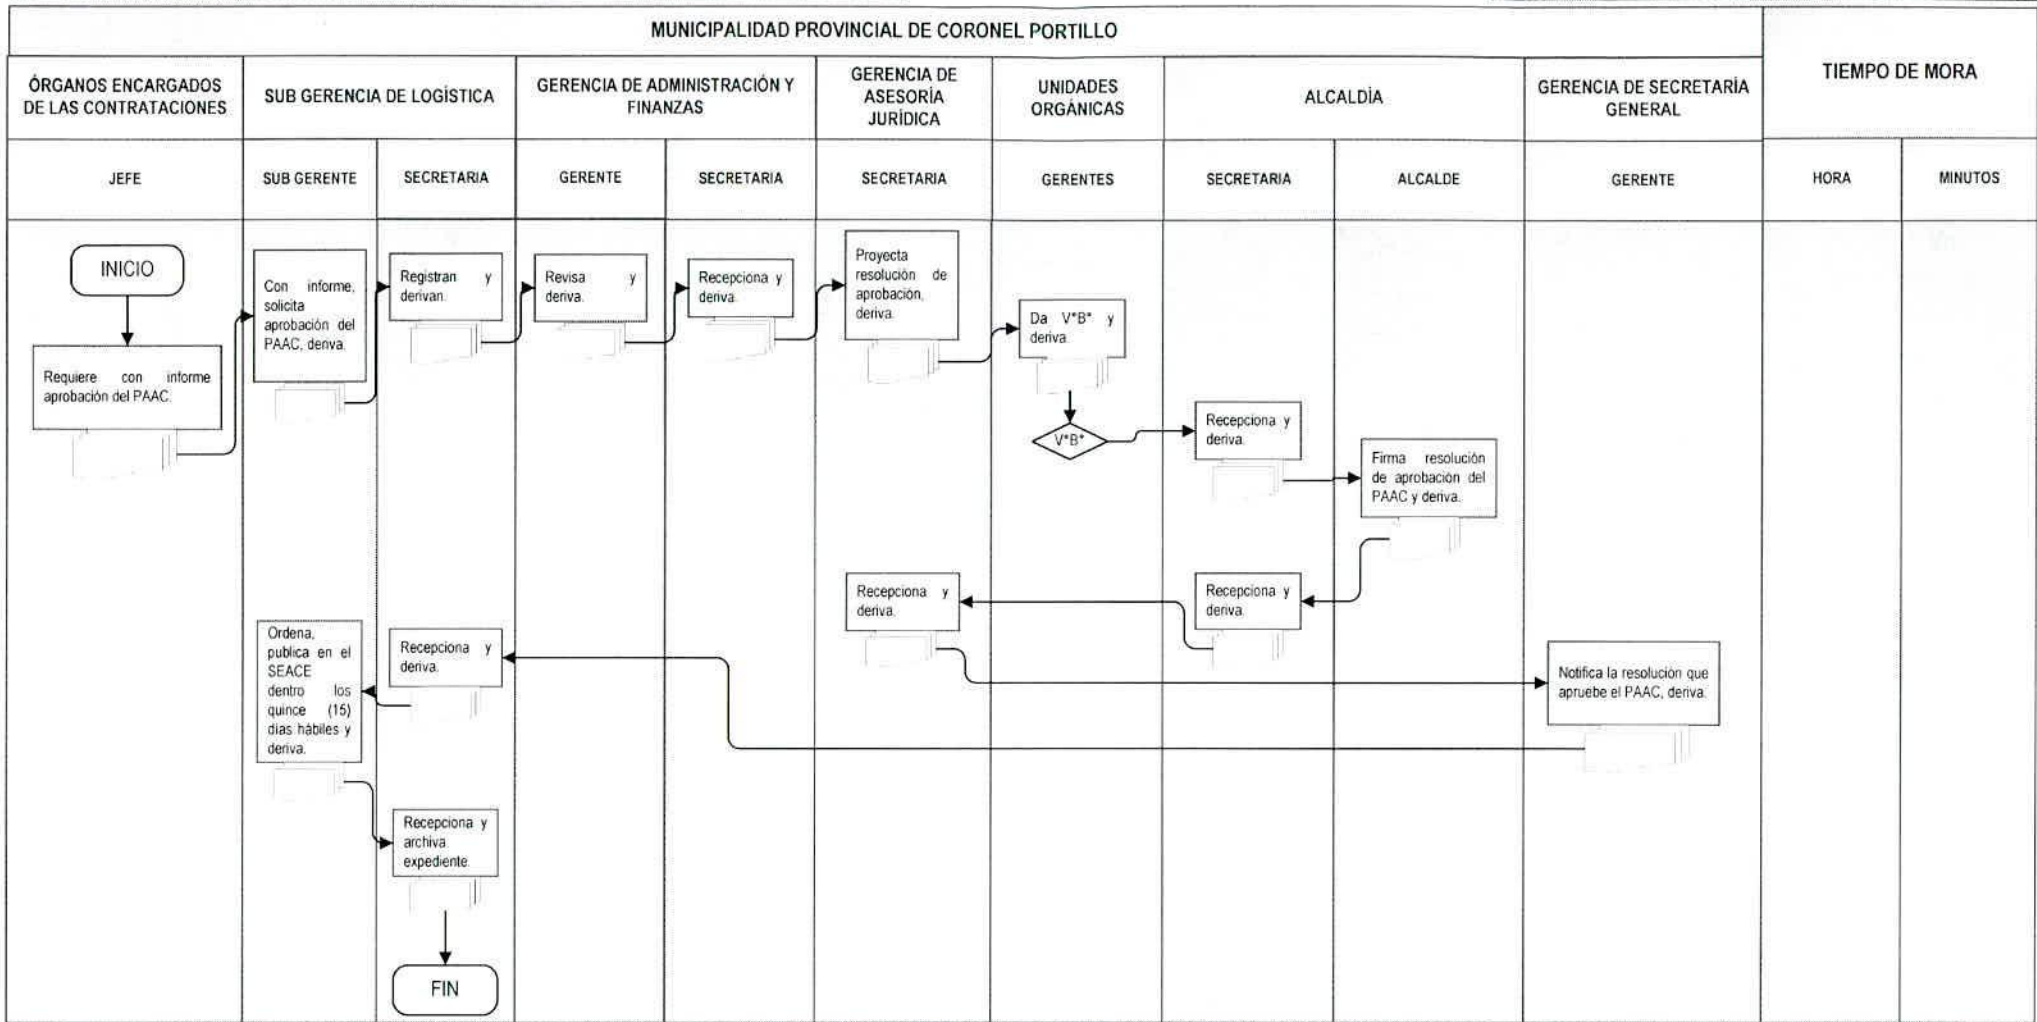 MUNICIPALIDAD PROVINCIAL DE CORONEL PORTILLO
TIEMPO DE MORA
ÓRGANOS ENCARGADOS
DE LAS CONTRATACIONES
SUB GERENCIA DE LOGÍSTICA
GERENCIA DE ADMINISTRACIÓN Y
FINANZAS
GERENCIA DE
ASESORÍA
JURÍDICA
UNIDADES
ORGÁNICAS
ALCALDÍA
GERENCIA DE SECRETARÍA
GENERAL
JEFE
SUB GERENTE
SECRETARIA
GERENTE
SECRETARIA
SECRETARIA
GERENTES
SECRETARIA
ALCALDE
GERENTE
HORA
MINUTOS
INICIO
Requiere con informe
aprobación del PAAC.
Con informe,
solicita
aprobación del
PAAC, deriva.
Registran y
derivan.
Revisa y
deriva.
Recepciona y
deriva.
Proyecta
resolución de
aprobación,
deriva.
Da V°B° y
deriva.
V°B°
Recepciona y
deriva.
Firma resolución
de aprobación del
PAAC y deriva.
Recepciona y
deriva.
Recepciona y
deriva.
Notifica la resolución que
apruebe el PAAC, deriva.
Recepciona y
deriva.
Ordena,
publica en el
SEACE
dentro los
quince (15)
días hábiles y
deriva.
Recepciona y
archiva
expediente.
FIN